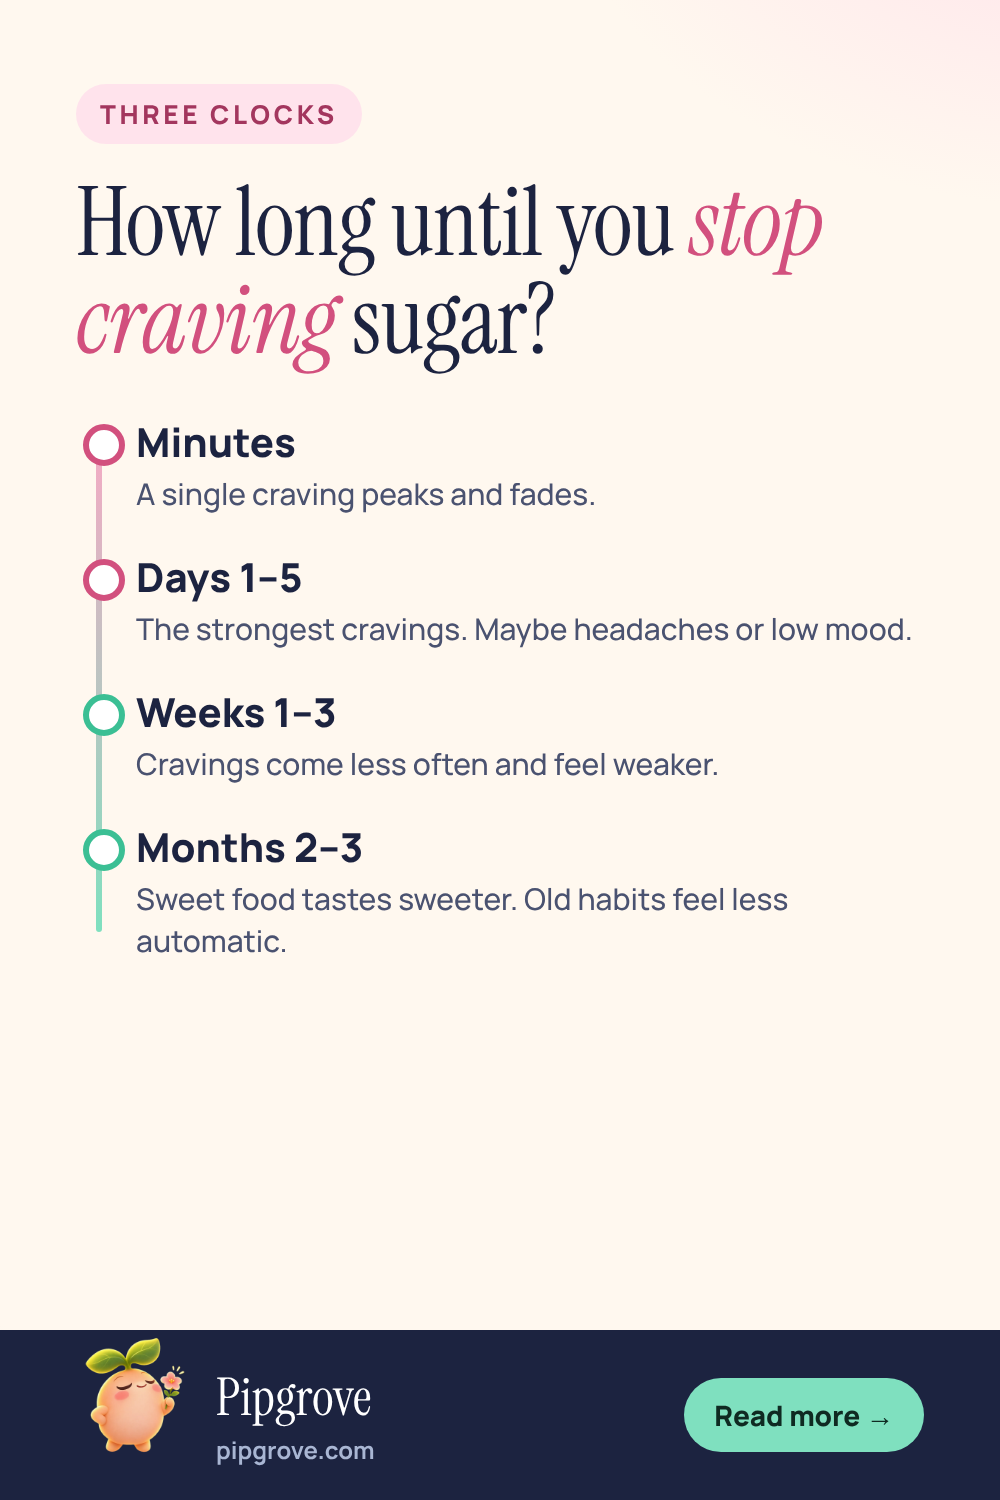 THREE CLOCKS
How long until you stop
craving sugar?
Minutes
A single craving peaks and fades.
Days 1–5
The strongest cravings. Maybe headaches or low mood.
Weeks 1–3
Cravings come less often and feel weaker.
Months 2–3
Sweet food tastes sweeter. Old habits feel less
automatic.
Pipgrove
pipgrove.com
Read more →